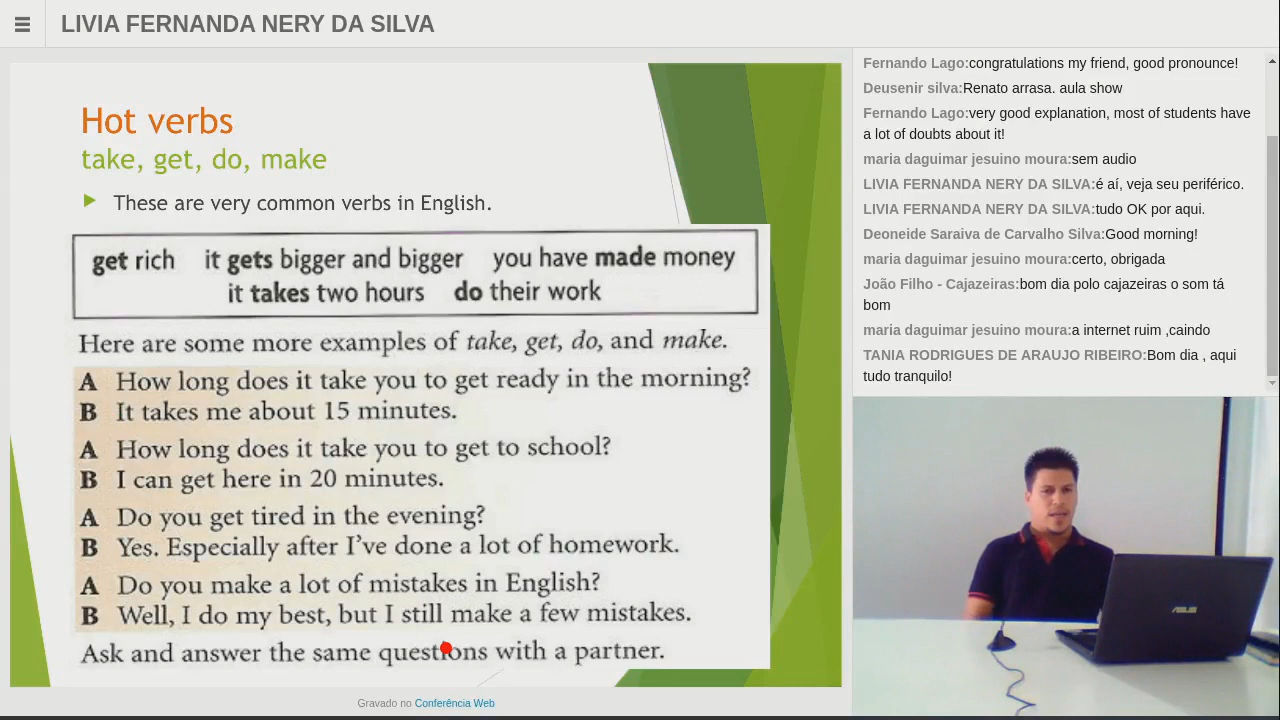 LIVIA FERNANDA NERY DA SILVA
Hot verbs
take, get, do, make
These are very common verbs in English.
get rich it gets bigger and bigger you have made money
it takes two hours do their work
Here are some more examples of take, get, do, and make.
A How long does it take you to get ready in the morning?
B It takes me about 15 minutes.
A How long does it take you to get to school?
B I can get here in 20 minutes.
A Do you get tired in the evening?
B Yes. Especially after I've done a lot of homework.
A Do you make a lot of mistakes in English?
B Well, I do my best, but I still make a few mistakes.
Ask and answer the same questions with a partner.
Gravado no Conferência Web
Fernando Lago:congratulations my friend, good pronounce!
Deusenir silva:Renato arrasa. aula show
Fernando Lago:very good explanation, most of students have
a lot of doubts about it!
maria daguimar jesuino moura:sem audio
LIVIA FERNANDA NERY DA SILVA:é aí, veja seu periférico.
LIVIA FERNANDA NERY DA SILVA:tudo OK por aqui.
Deoneide Saraiva de Carvalho Silva:Good morning!
maria daguimar jesuino moura:certo, obrigada
João Filho - Cajazeiras:bom dia polo cajazeiras o som tá
bom
maria daguimar jesuino moura:a internet ruim ,caindo
TANIA RODRIGUES DE ARAUJO RIBEIRO:Bom dia , aqui
tudo tranquilo!
ASUS